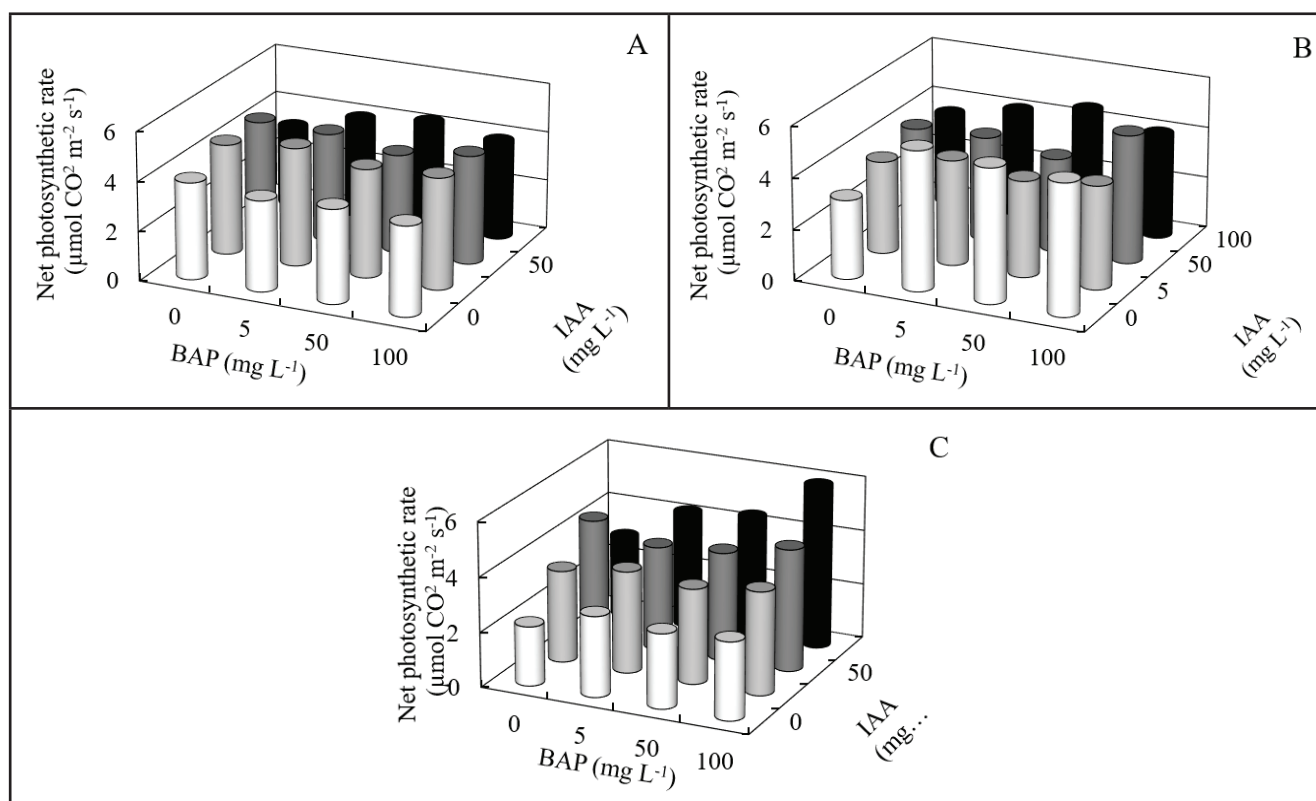 A
Net photosynthetic rate
(µmol CO² m⁻² s⁻¹)
6
4
2
0
0
5
50
100
BAP (mg L⁻¹)
0
50
IAA
(mg L⁻¹)
B
Net photosynthetic rate
(µmol CO² m⁻² s⁻¹)
6
4
2
0
0
5
50
100
BAP (mg L⁻¹)
0
5
50
100
IAA
(mg L⁻¹)
C
Net photosynthetic rate
(µmol CO² m⁻² s⁻¹)
6
4
2
0
0
5
50
100
BAP (mg L⁻¹)
0
50
IAA
(mg…